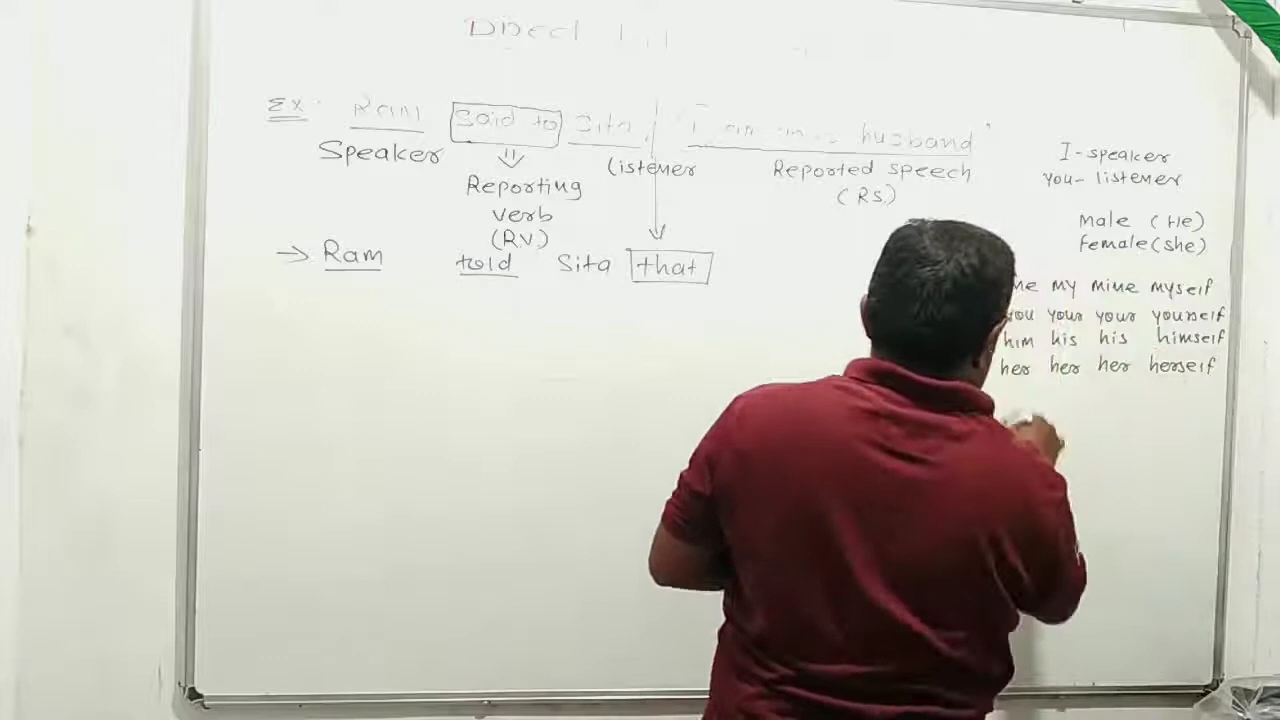 Direct
Ex: Ram said to Sita, "I am husband"
Speaker listener Reported speech
(RS)
Reporting
verb
(RV)
→ Ram told Sita that
I - speaker
you - listener
Male (He)
Female (she)
me my mine myself
you your your yourself
him his his himself
her her her herself